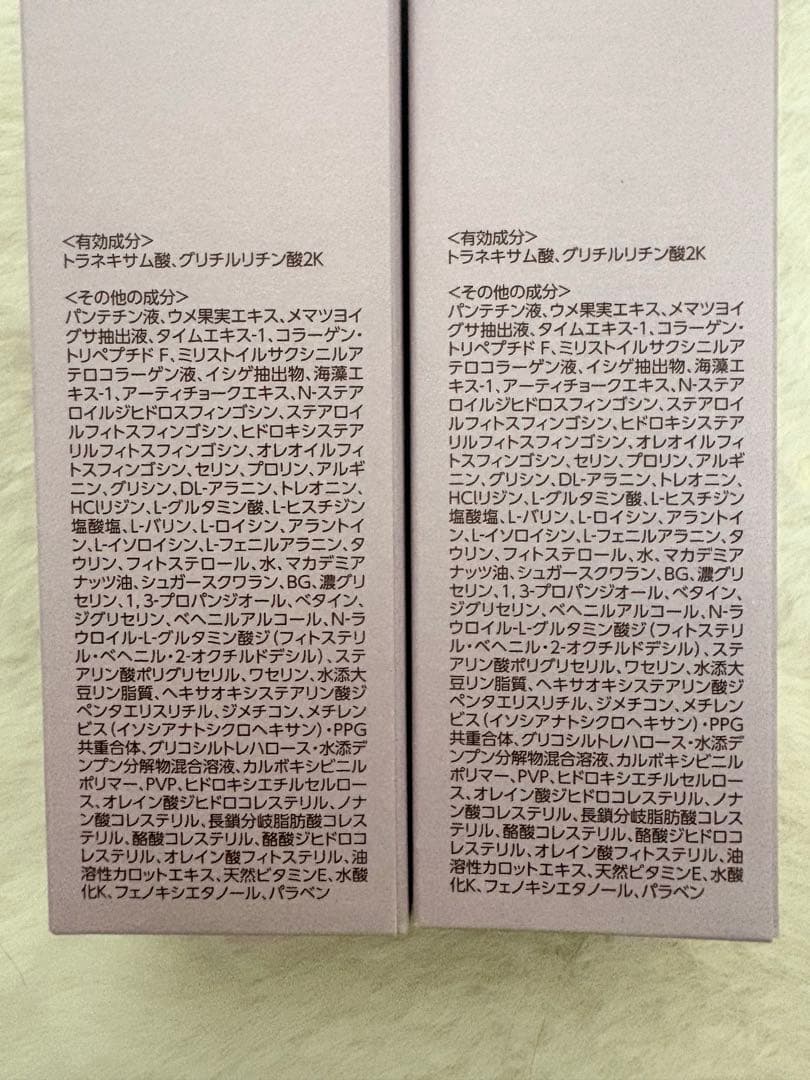 <有効成分>
トラネキサム酸、グリチルリチン酸2K
<その他の成分>
パンテチン液、ウメ果実エキス、メマツヨイ
グサ抽出液、タイムエキス-1、コラーゲン・
トリペプチド F、ミリストイルサクシニルア
テロコラーゲン液、イシゲ抽出物、海藻エ
キス-1、アーティチョークエキス、N-ステア
ロイルジヒドロスフィンゴシン、ステアロイ
ルフィトスフィンゴシン、ヒドロキシステア
リルフィトスフィンゴシン、オレオイルフィ
トスフィンゴシン、セリン、プロリン、アルギ
ニン、グリシン、DL-アラニン、トレオニン、
HClリジン、L-グルタミン酸、L-ヒスチジン
塩酸塩、L-バリン、L-ロイシン、アラントイ
ン、L-イソロイシン、L-フェニルアラニン、タ
ウリン、フィトステロール、水、マカデミア
ナッツ油、シュガースクワラン、BG、濃グリ
セリン、1,3-プロパンジオール、ベタイン、
ジグリセリン、ベヘニルアルコール、N-ラ
ウロイル-L-グルタミン酸ジ(フィトステリ
ル・ベヘニル・2-オクチルドデシル)、ステ
アリン酸ポリグリセリル、ワセリン、水添大
豆リン脂質、ヘキサオキシステアリン酸ジ
ペンタエリスリチル、ジメチコン、メチレン
ビス(イソシアナトシクロヘキサン)・PPG
共重合体、グリコシルトレハロース・水添デ
ンプン分解物混合溶液、カルボキシビニル
ポリマー、PVP、ヒドロキシエチルセルロー
ス、オレイン酸ジヒドロコレステリル、ノナ
ン酸コレステリル、長鎖分岐脂肪酸コレス
テリル、酪酸コレステリル、酪酸ジヒドロコ
レステリル、オレイン酸フィトステリル、油
溶性カロットエキス、天然ビタミンE、水酸
化K、フェノキシエタノール、パラベン
<有効成分>
トラネキサム酸、グリチルリチン酸2K
<その他の成分>
パンテチン液、ウメ果実エキス、メマツヨイ
グサ抽出液、タイムエキス-1、コラーゲン・
トリペプチド F、ミリストイルサクシニルア
テロコラーゲン液、イシゲ抽出物、海藻エ
キス-1、アーティチョークエキス、N-ステア
ロイルジヒドロスフィンゴシン、ステアロイ
ルフィトスフィンゴシン、ヒドロキシステア
リルフィトスフィンゴシン、オレオイルフィ
トスフィンゴシン、セリン、プロリン、アルギ
ニン、グリシン、DL-アラニン、トレオニン、
HClリジン、L-グルタミン酸、L-ヒスチジン
塩酸塩、L-バリン、L-ロイシン、アラントイ
ン、L-イソロイシン、L-フェニルアラニン、タ
ウリン、フィトステロール、水、マカデミア
ナッツ油、シュガースクワラン、BG、濃グリ
セリン、1,3-プロパンジオール、ベタイン、
ジグリセリン、ベヘニルアルコール、N-ラ
ウロイル-L-グルタミン酸ジ(フィトステリ
ル・ベヘニル・2-オクチルドデシル)、ステ
アリン酸ポリグリセリル、ワセリン、水添大
豆リン脂質、ヘキサオキシステアリン酸ジ
ペンタエリスリチル、ジメチコン、メチレン
ビス(イソシアナトシクロヘキサン)・PPG
共重合体、グリコシルトレハロース・水添デ
ンプン分解物混合溶液、カルボキシビニル
ポリマー、PVP、ヒドロキシエチルセルロー
ス、オレイン酸ジヒドロコレステリル、ノナ
ン酸コレステリル、長鎖分岐脂肪酸コレス
テリル、酪酸コレステリル、酪酸ジヒドロコ
レステリル、オレイン酸フィトステリル、油
溶性カロットエキス、天然ビタミンE、水酸
化K、フェノキシエタノール、パラベン